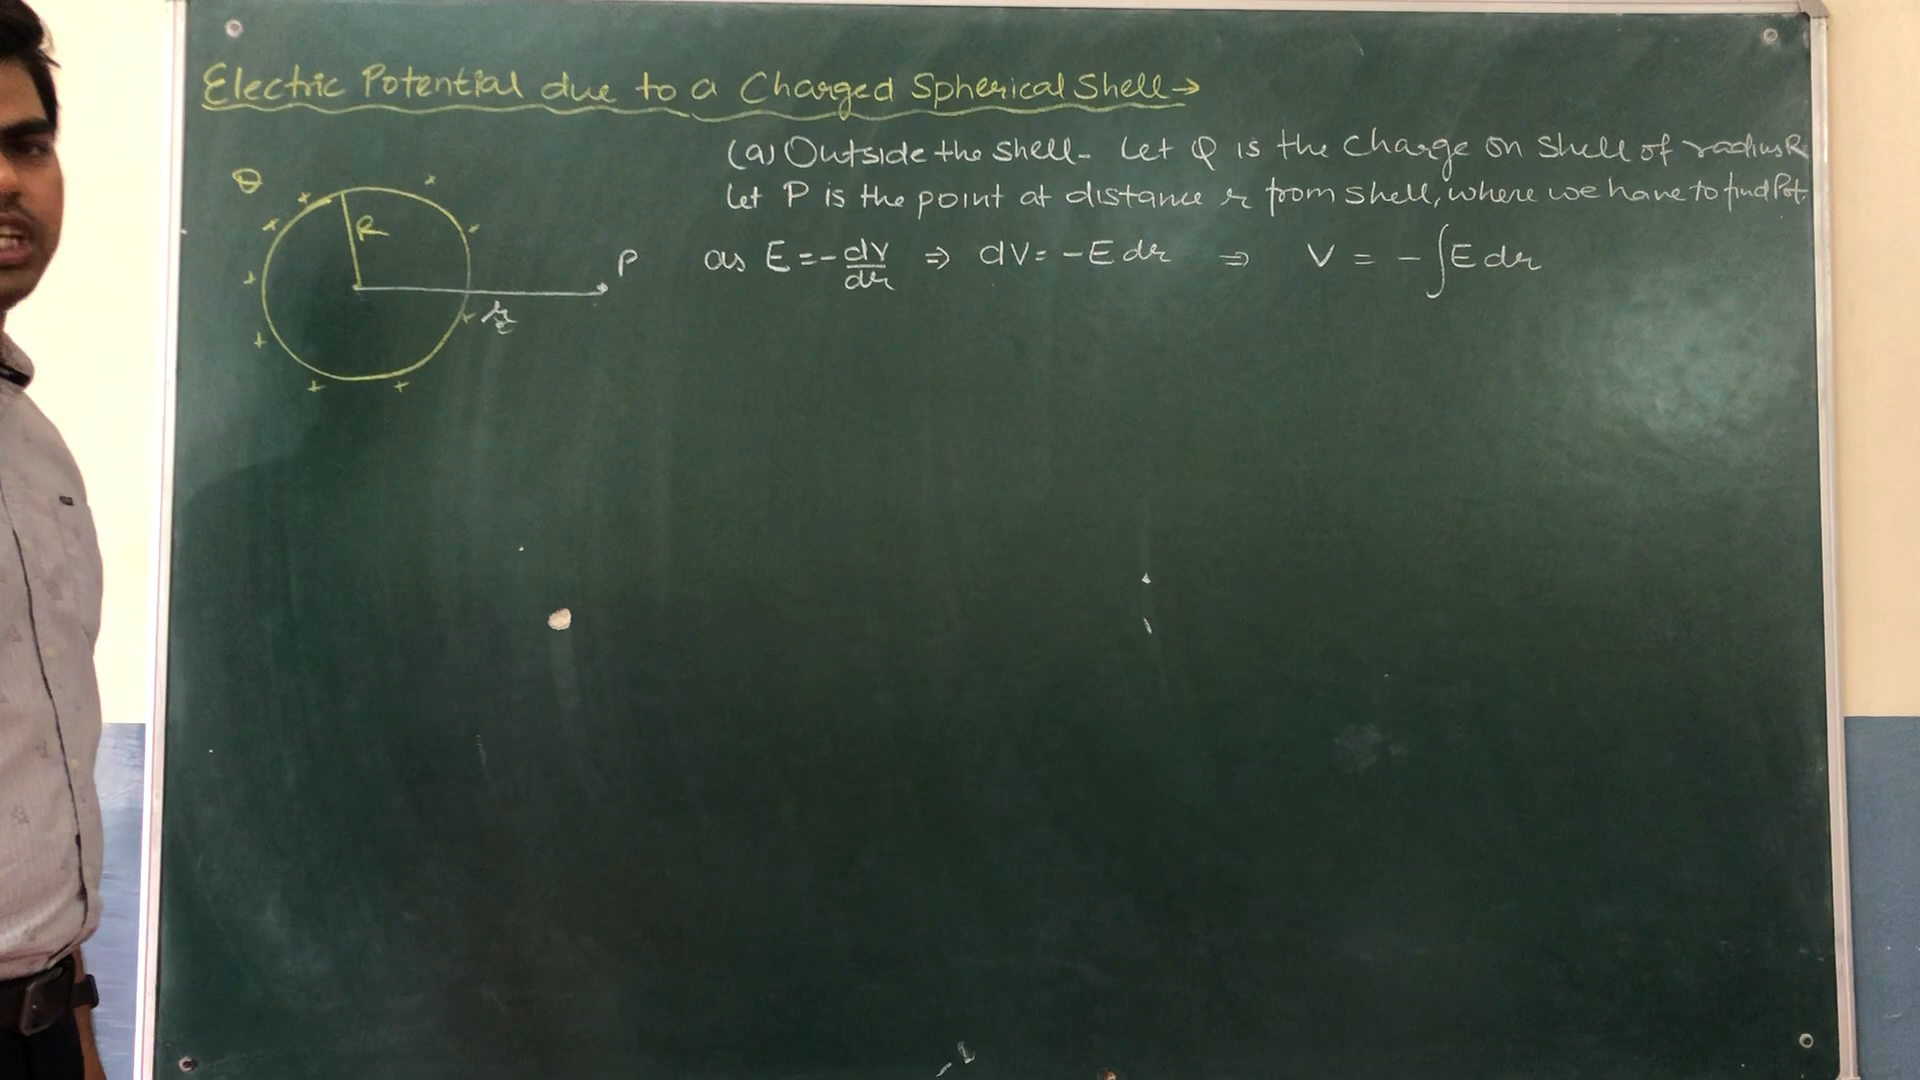 Electric Potential due to a Charged Spherical Shell→
(a) Outside the shell- Let Q is the Charge on shell of radius R
Let P is the point at distance r from shell, where we have to find Pot.
as E = -dV/dr ⇒ dV = -E dr ⇒ V = -∫E dr
Q
R
P
r